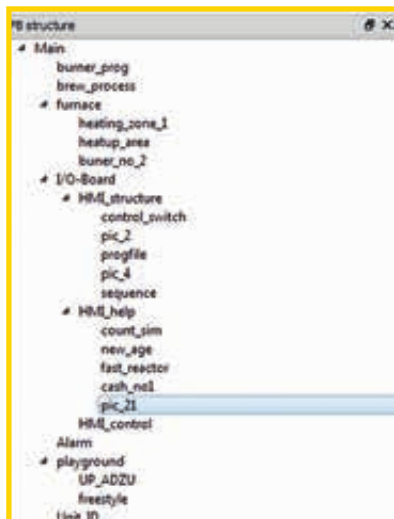 structure
Main
burner_prog
brew_process
furnace
heating_zone_1
heatup_area
buner_no_2
I/O-Board
HMI_structure
control_switch
pic_2
progfile
pic_4
sequence
HMI_help
count_sim
new_age
fast_reactor
cash_no1
pic_21
HMI_control
Alarm
playground
UP_ADZU
freestyle
Unit_ID